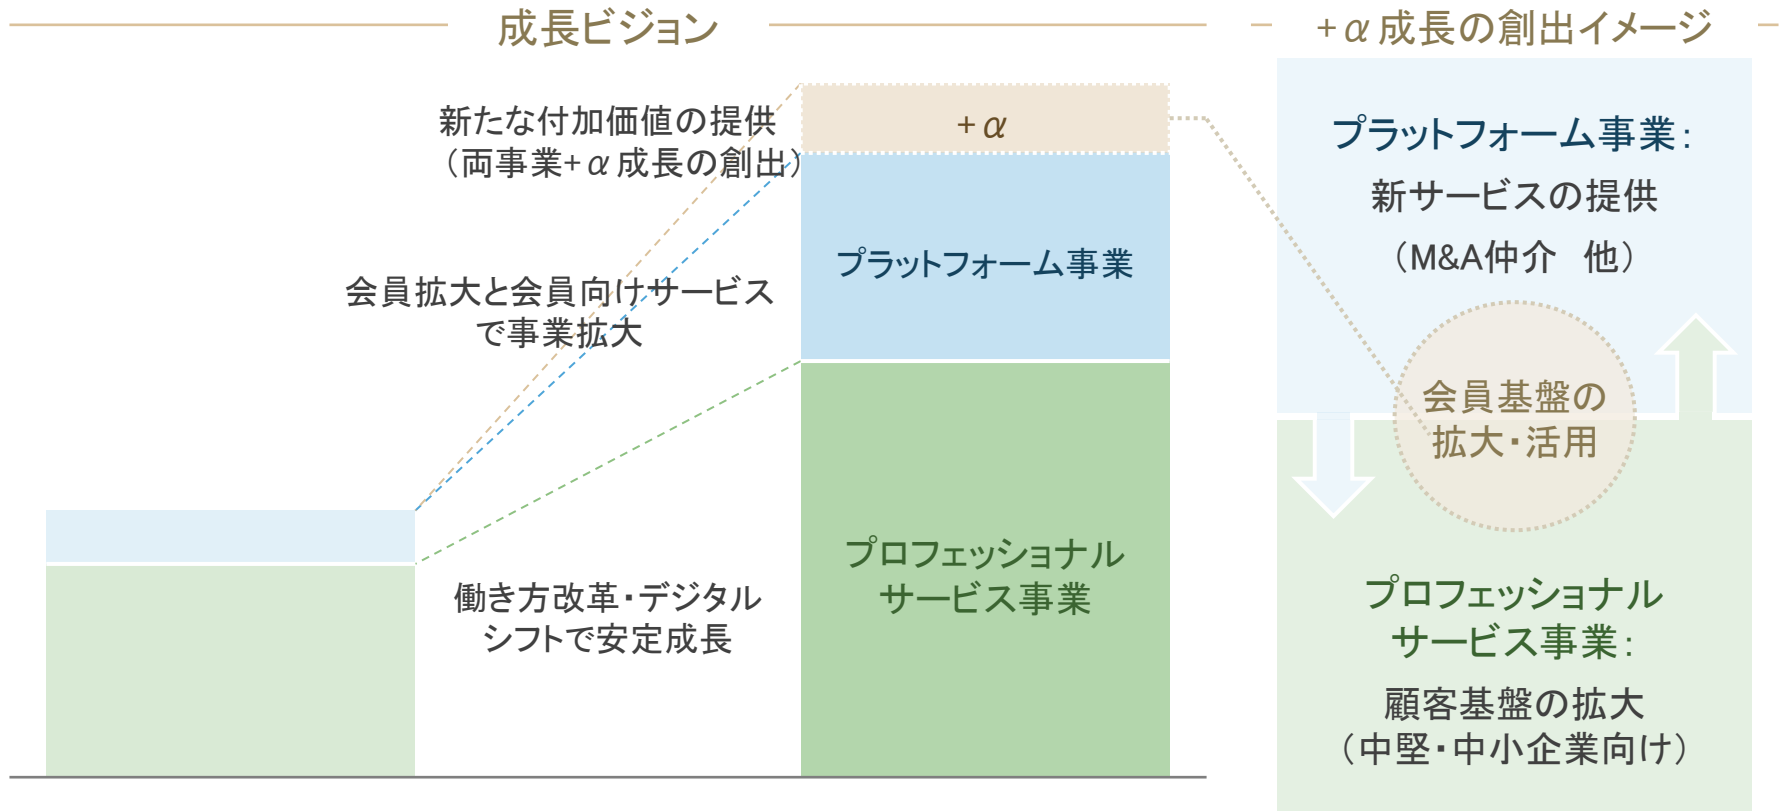 成長ビジョン
新たな付加価値の提供
（両事業+α成長の創出）
会員拡大と会員向けサービス
で事業拡大
働き方改革・デジタル
シフトで安定成長
+α
プラットフォーム事業
プロフェッショナル
サービス事業
+α成長の創出イメージ
プラットフォーム事業：
新サービスの提供
（M&A仲介　他）
会員基盤の
拡大・活用
プロフェッショナル
サービス事業：
顧客基盤の拡大
（中堅・中小企業向け）